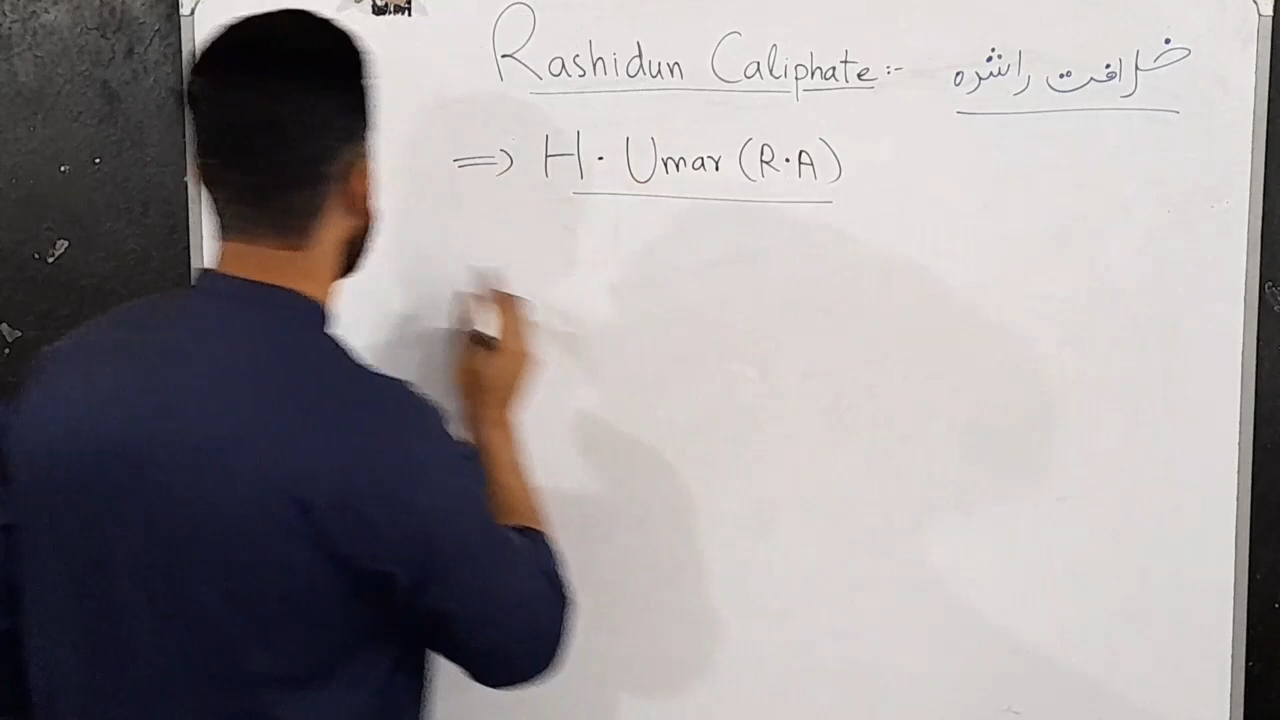 Rashidun Caliphate:- خلافت راشدہ
⇒ H. Umar (R.A)